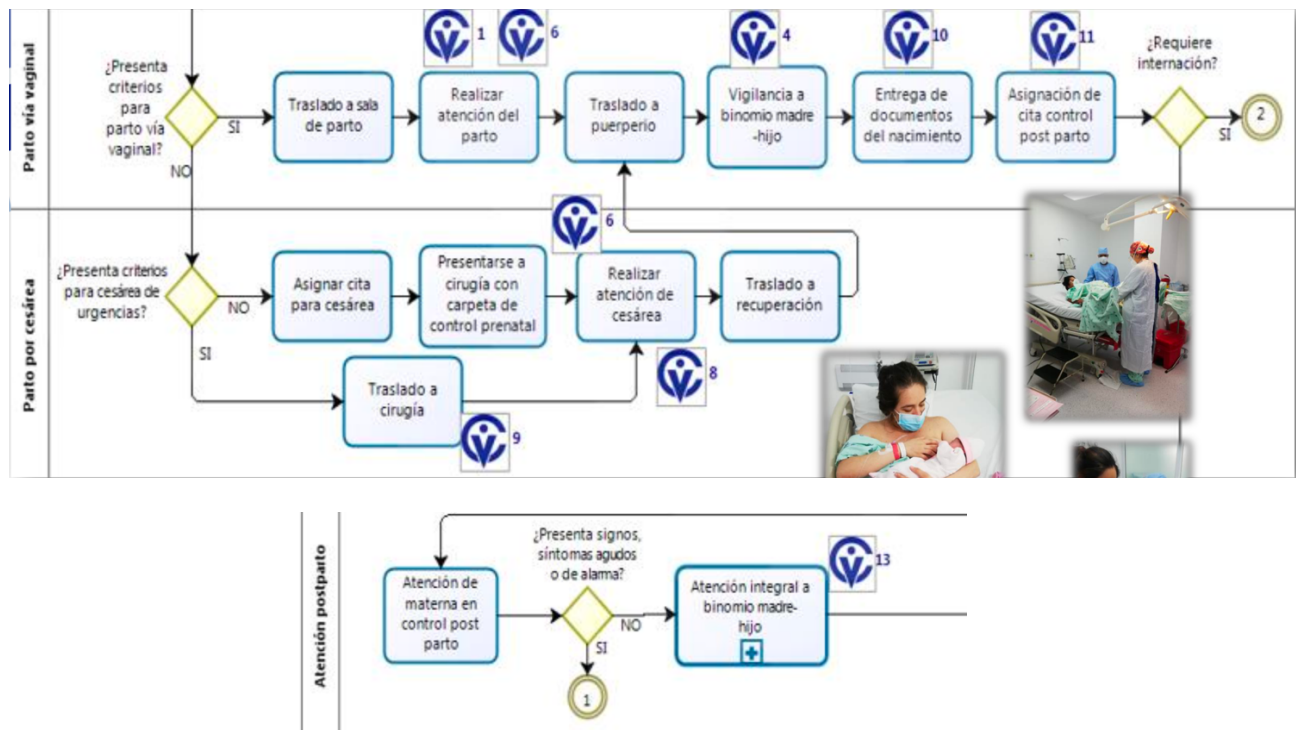 Parto vía vaginal
¿Presenta
criterios
para
parto vía
vaginal?
SI
NO
Traslado a sala
de parto
1
6
Realizar
atención del
parto
Traslado a
puerperio
4
Vigilancia a
binomio madre
-hijo
10
Entrega de
documentos
del nacimiento
11
Asignación de
cita control
post parto
¿Requiere
internación?
SI
2
Parto por cesárea
¿Presenta criterios
para cesárea de
urgencias?
NO
SI
Asignar cita
para cesárea
Presentarse a
cirugía con
carpeta de
control prenatal
6
Realizar
atención de
cesárea
8
Traslado a
recuperación
Traslado a
cirugía
9
Atención postparto
Atención de
materna en
control post
parto
¿Presenta signos,
síntomas agudos
o de alarma?
NO
SI
1
Atención integral a
binomio madre-
hijo
13